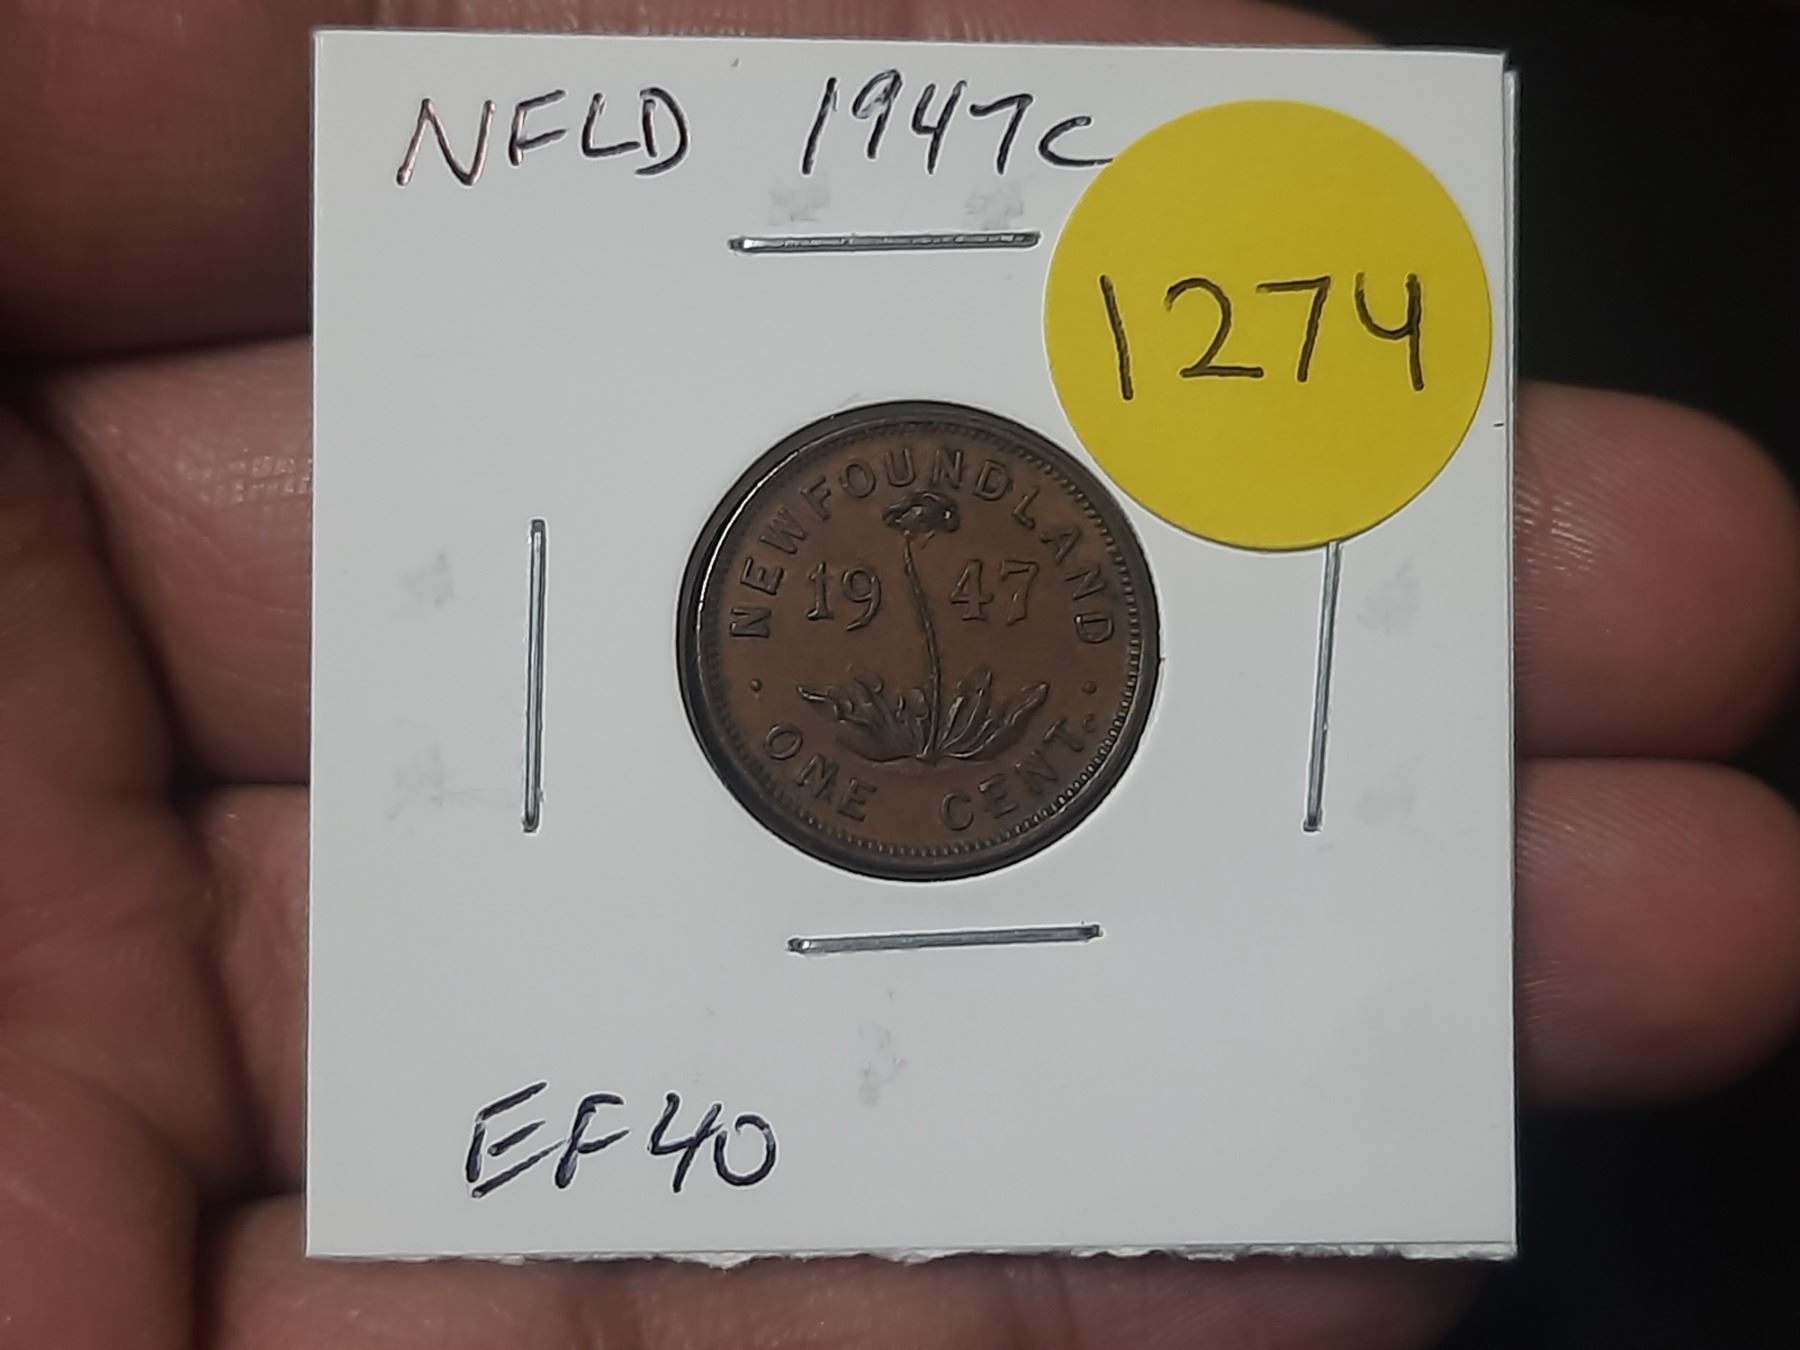 NFLD 1947c
1274
NEWFOUNDLAND
19 47
· ONE CENT.c ·
EF40